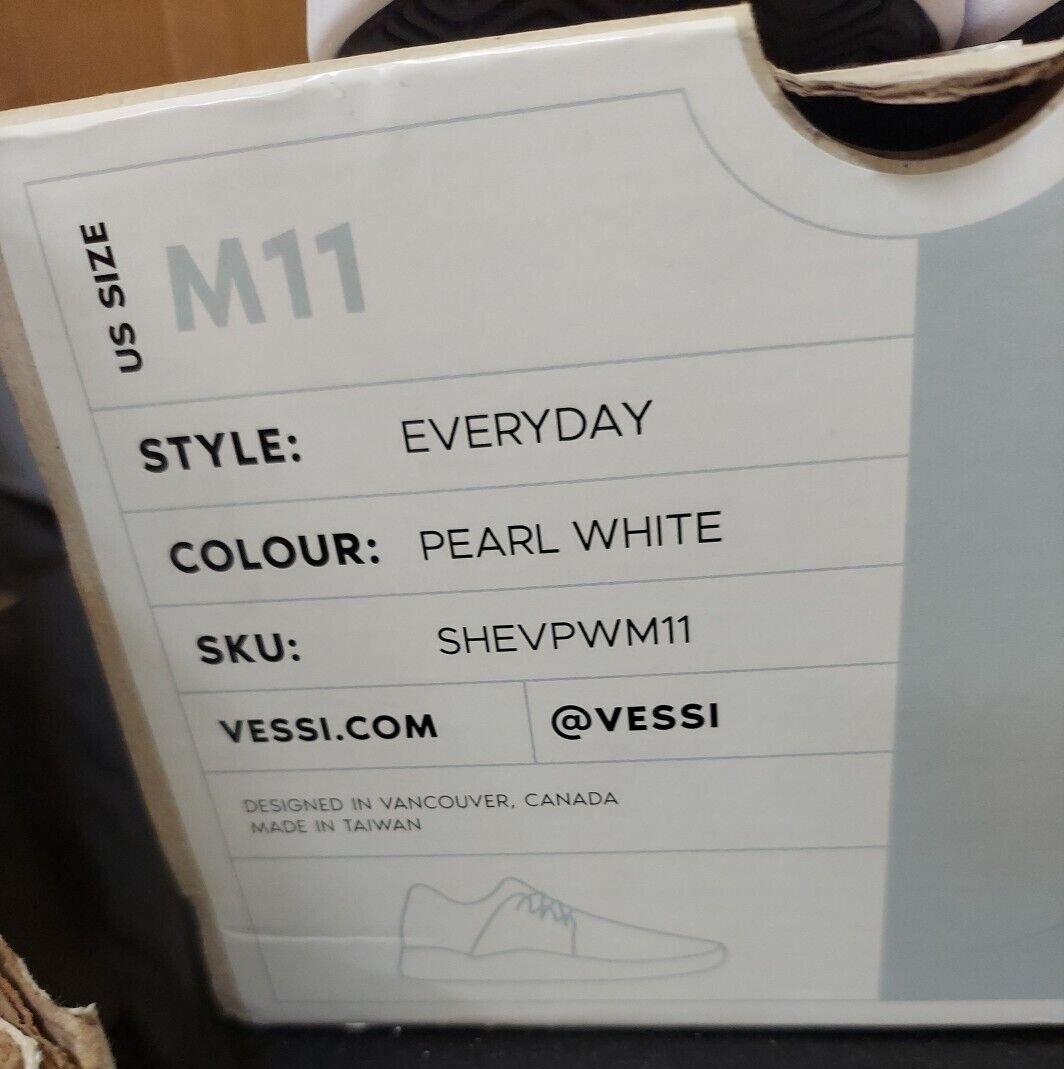 US SIZE
M11
STYLE: EVERYDAY
COLOUR: PEARL WHITE
SKU: SHEVPWM11
VESSI.COM @VESSI
DESIGNED IN VANCOUVER, CANADA
MADE IN TAIWAN